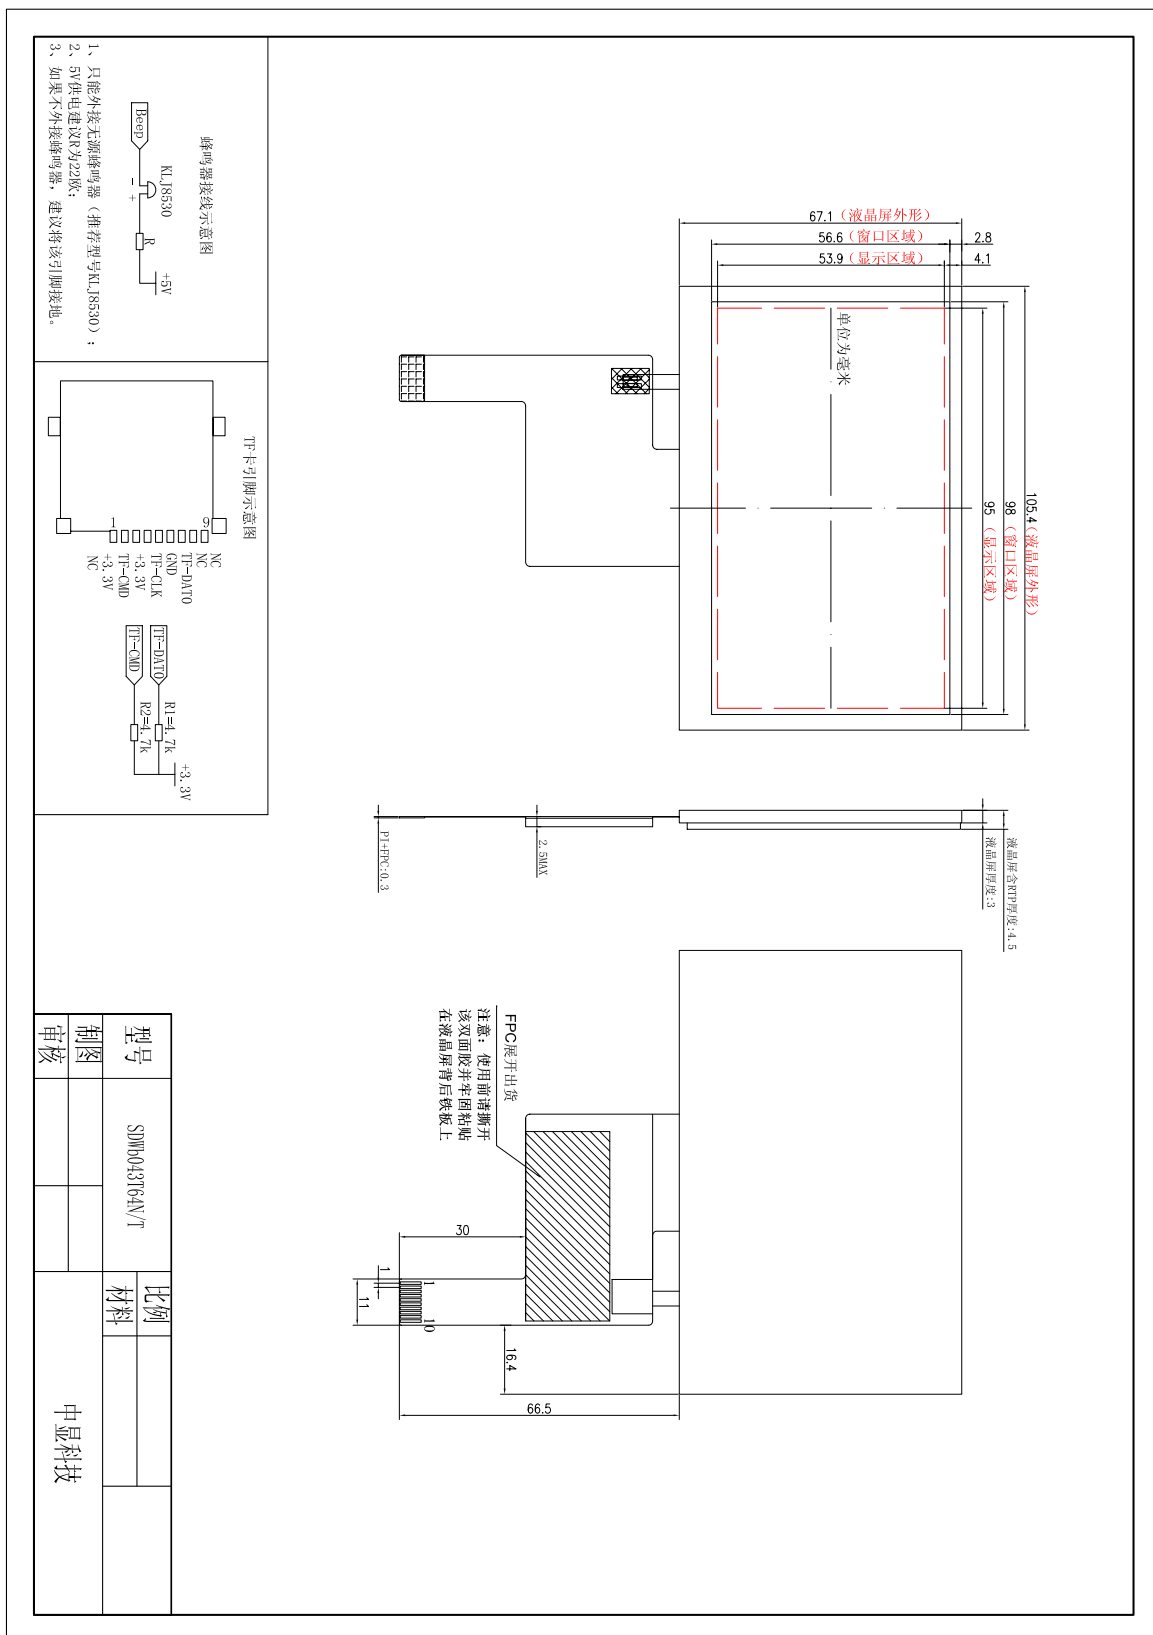 67.1（液晶屏外形）
56.6（窗口区域）
53.9（显示区域）
2.8
4.1
105.4（液晶屏外形）
98（窗口区域）
95（显示区域）
单位为毫米
液晶屏含RTP厚度:4.5
液晶屏厚度:3
2.5MAX
PI+FPC:0.3
FPC展开出货
注意：使用前请撕开
该双面胶并牢固粘贴
在液晶屏背后铁板上
30
1
11
1
10
16.4
66.5
蜂鸣器接线示意图
Beep
KLJ8530
- +
R
+5V
1、只能外接无源蜂鸣器（推荐型号KLJ8530）；
2、5V供电建议R为22欧；
3、如果不外接蜂鸣器，建议将该引脚接地。
TF卡引脚示意图
9
1
NC
NC
TF-DAT0
GND
TF-CLK
+3.3V
TF-CMD
+3.3V
NC
TF-DAT0
TF-CMD
R1=4.7k
R2=4.7k
+3.3V
型号
SDWb043T64N/T
比例
材料
制图
审核
中显科技